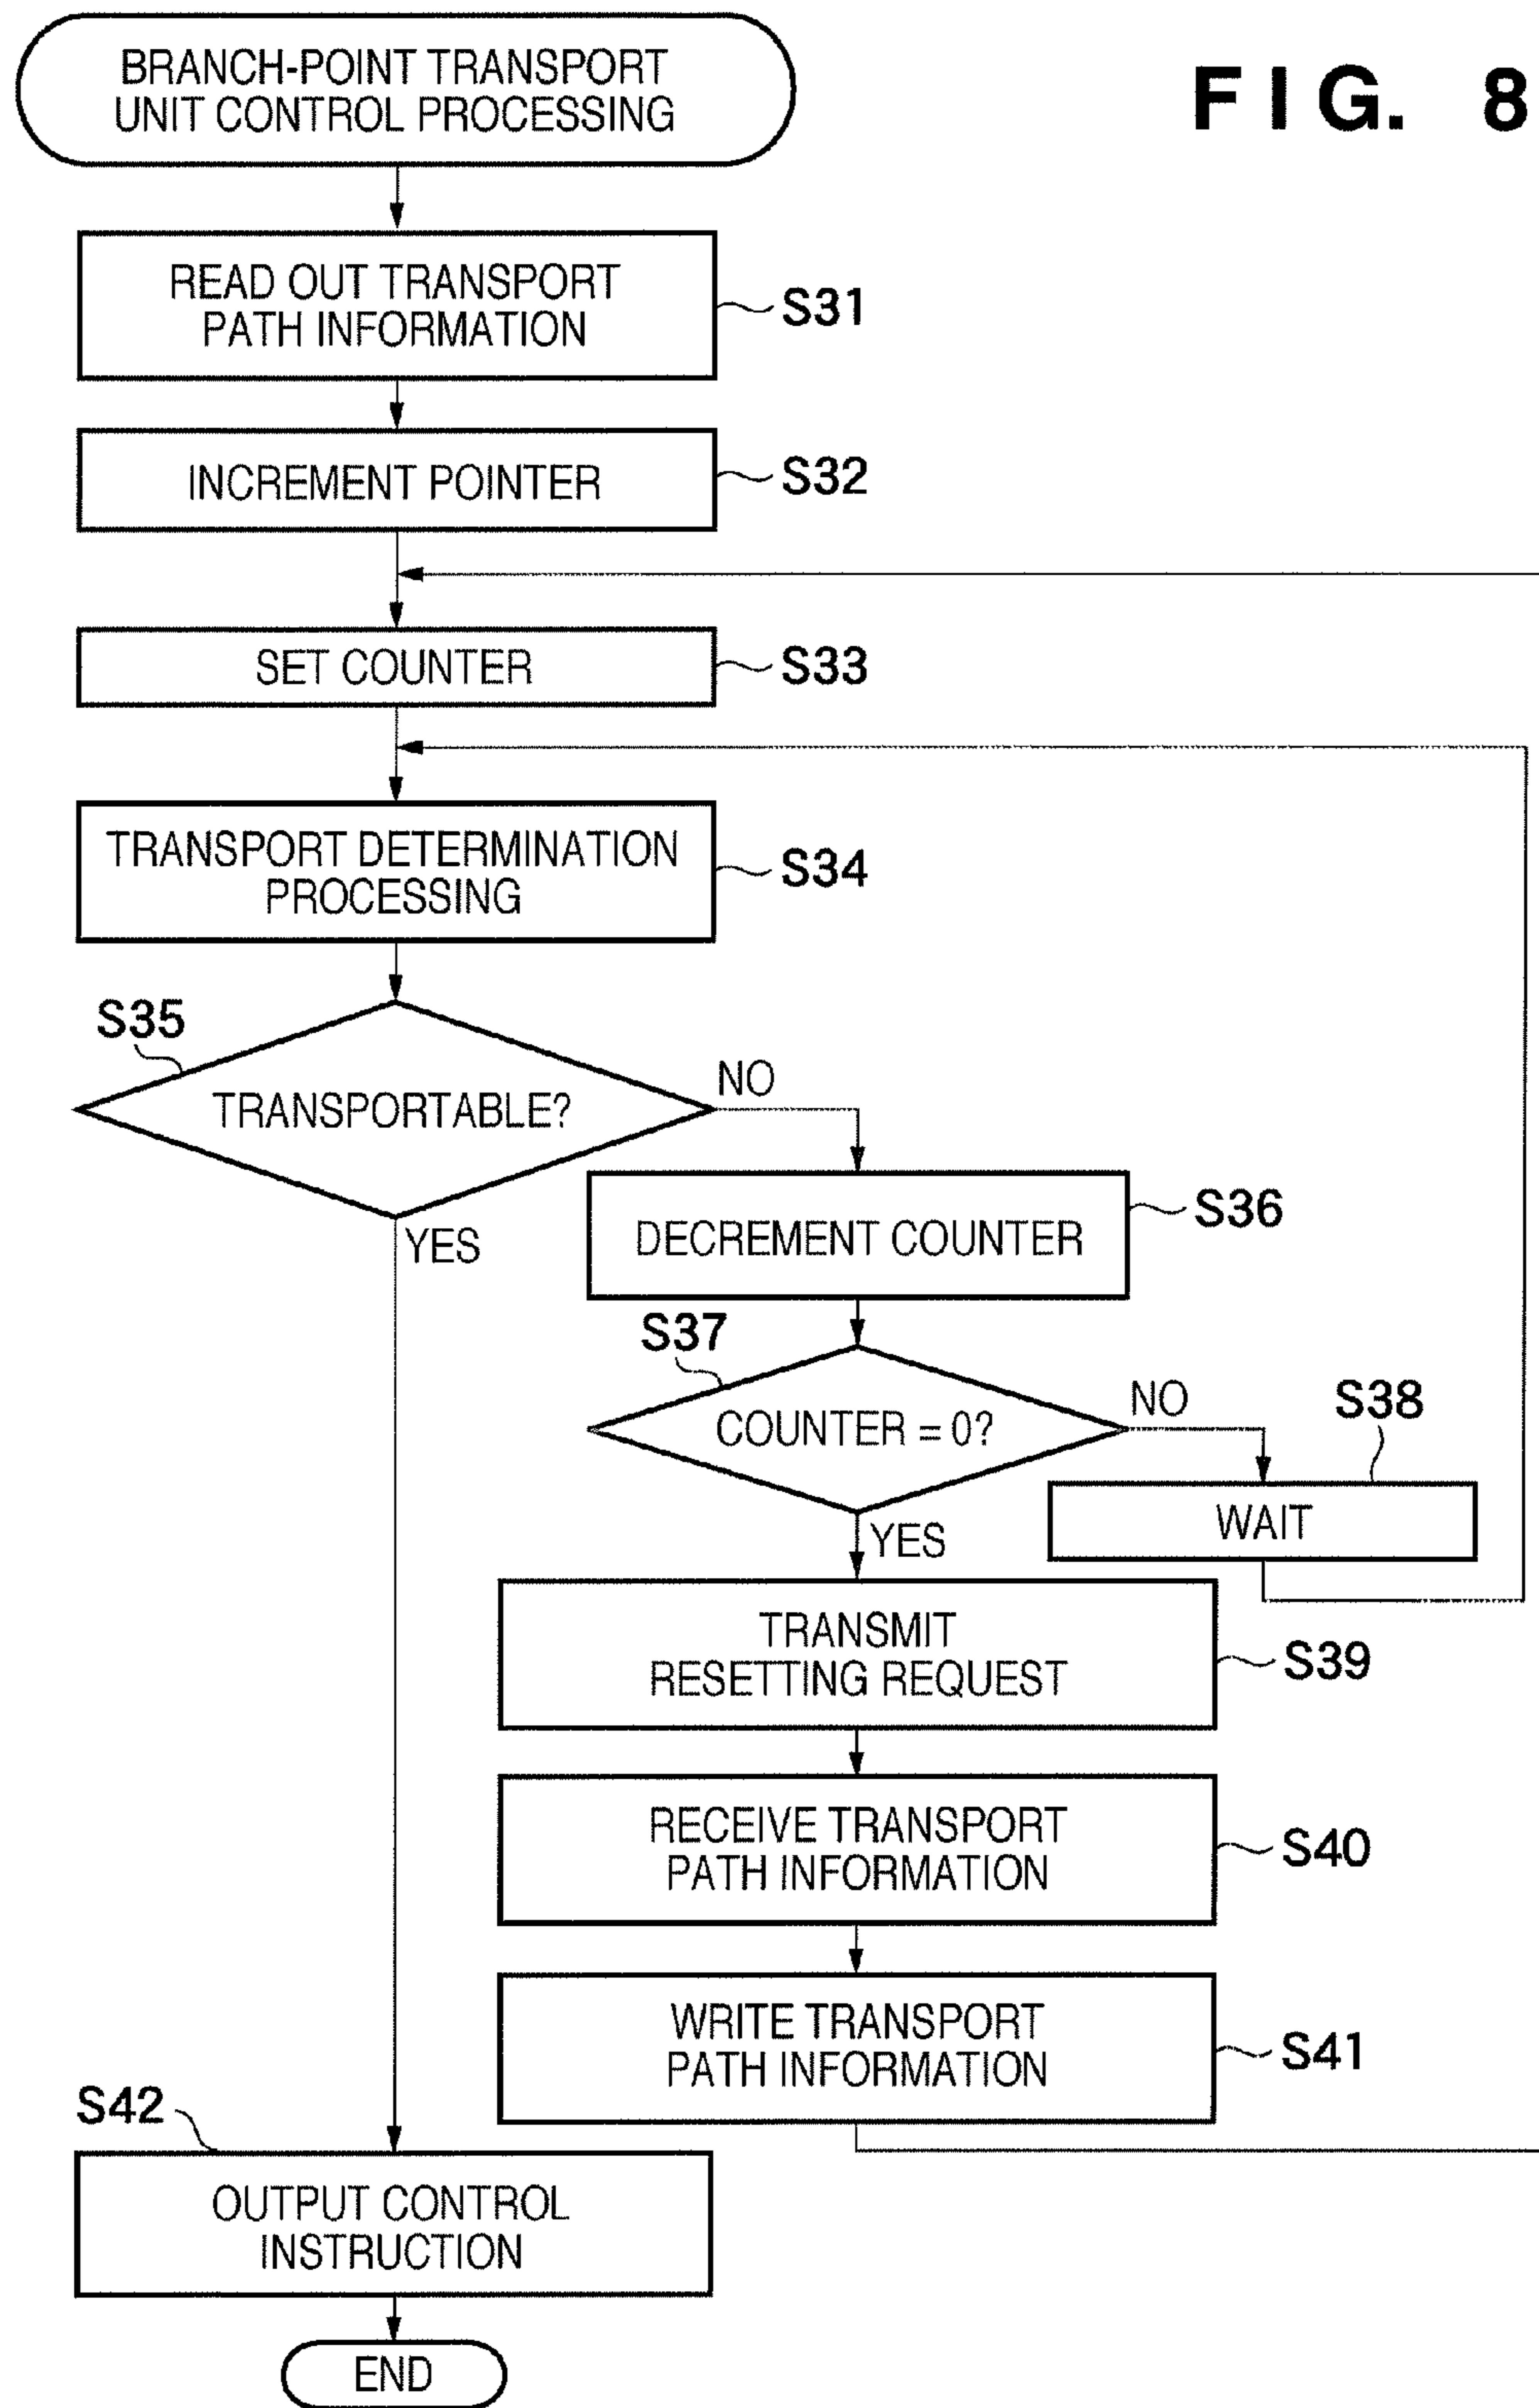 BRANCH-POINT TRANSPORT
UNIT CONTROL PROCESSING
FIG. 8
READ OUT TRANSPORT
PATH INFORMATION
S31
INCREMENT POINTER
S32
SET COUNTER
S33
TRANSPORT DETERMINATION
PROCESSING
S34
S35
TRANSPORTABLE?
NO
YES
DECREMENT COUNTER
S36
S37
COUNTER = 0?
NO
S38
WAIT
YES
TRANSMIT
RESETTING REQUEST
S39
RECEIVE TRANSPORT
PATH INFORMATION
S40
WRITE TRANSPORT
PATH INFORMATION
S41
S42
OUTPUT CONTROL
INSTRUCTION
END